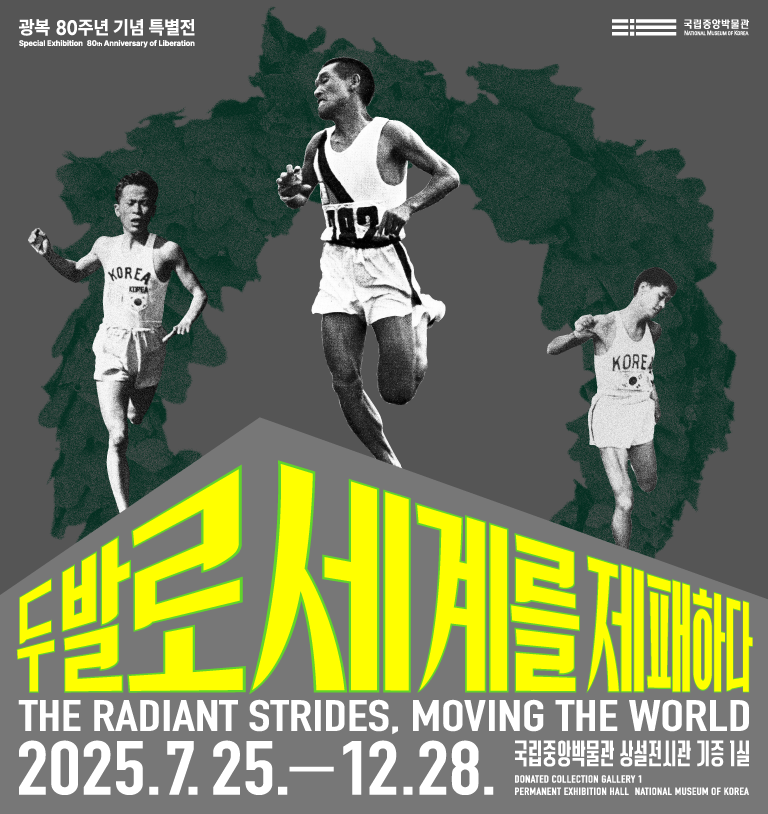 광복 80주년 기념 특별전
Special Exhibition 80th Anniversary of Liberation
국립중앙박물관
NATIONAL MUSEUM OF KOREA
KOREA
KOREA
382
KOREA
두 발로 세계를 제패하다
THE RADIANT STRIDES, MOVING THE WORLD
2025.7. 25.—12.28.
국립중앙박물관 상설전시관 기증 1실
DONATED COLLECTION GALLERY 1
PERMANENT EXHIBITION HALL NATIONAL MUSEUM OF KOREA